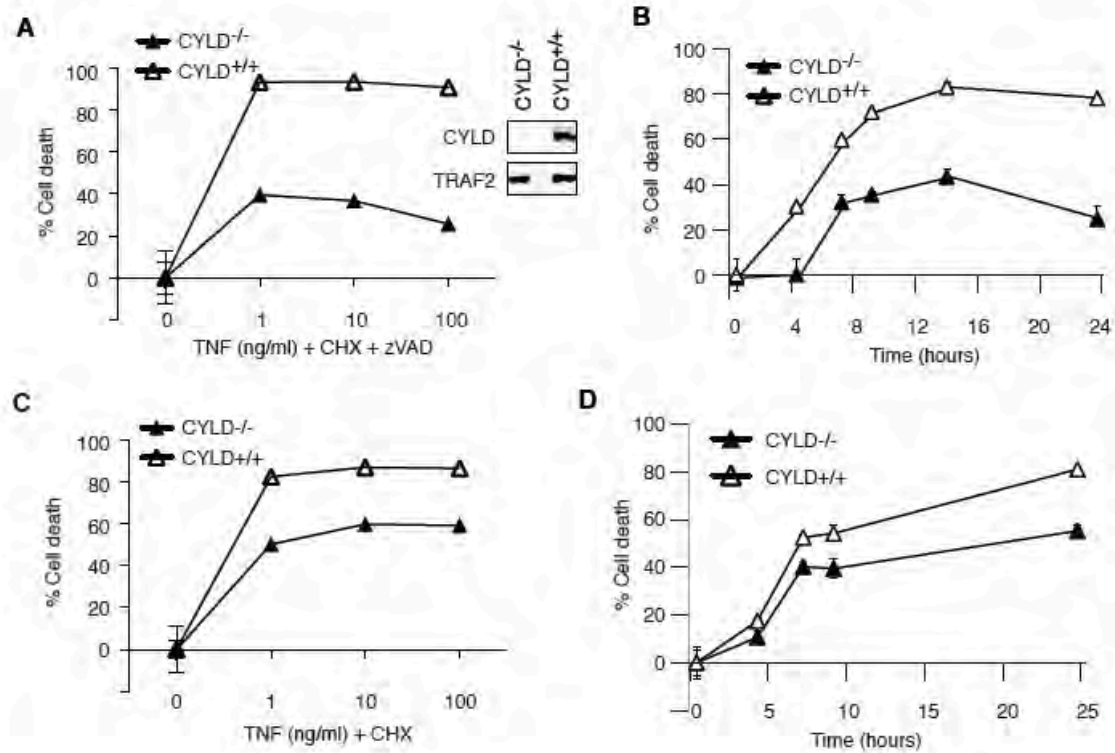 A
CYLD-/-
CYLD+/+
100
80
60
40
20
0
% Cell death
0 1 10 100
TNF (ng/ml) + CHX + zVAD
CYLD-/-
CYLD+/+
CYLD
TRAF2
B
CYLD-/-
CYLD+/+
100
80
60
40
20
0
% Cell death
0 4 8 12 16 20 24
Time (hours)
C
CYLD-/-
CYLD+/+
100
80
60
40
20
0
% Cell death
0 1 10 100
TNF (ng/ml) + CHX
D
CYLD-/-
CYLD+/+
100
80
60
40
20
0
% Cell death
0 5 10 15 20 25
Time (hours)